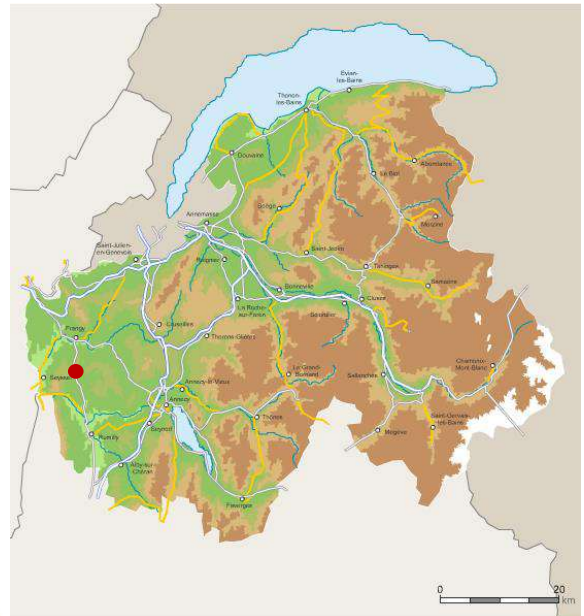 Evian-
les-Bains
Thonon-
les-Bains
Douvaine
Abondance
Le Biot
Boëge
Morzine
Annemasse
Saint-Julien-
en-Genevois
Saint-Jeoire
Reignier
Taninges
Samoëns
Bonneville
La Roche-
sur-Foron
Cluses
Scionzier
Frangy
Cruselles
Thorens-Glières
Seyssel
Chamonix-
Mont-Blanc
Le Grand-
Bornand
Sallanches
Annecy-le-Vieux
Annecy
Thônes
Saint-Gervais-
les-Bains
Seynod
Rumilly
Megève
Alby-sur-
Chéran
Faverges
0
20
km